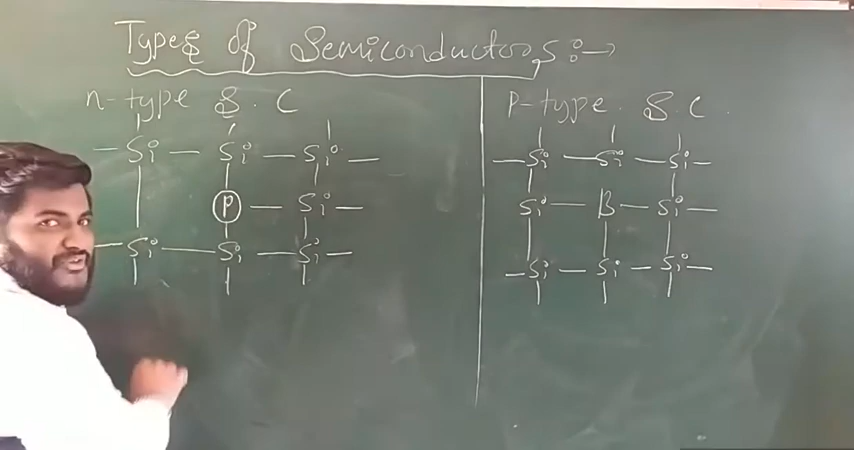 Types of Semiconductors :→
n-type S.C
Si — Si — Si —
P — Si —
Si — Si — Si —
P-type. S.C.
— Si — Si — Si —
Si — B — Si —
— Si — Si — Si —